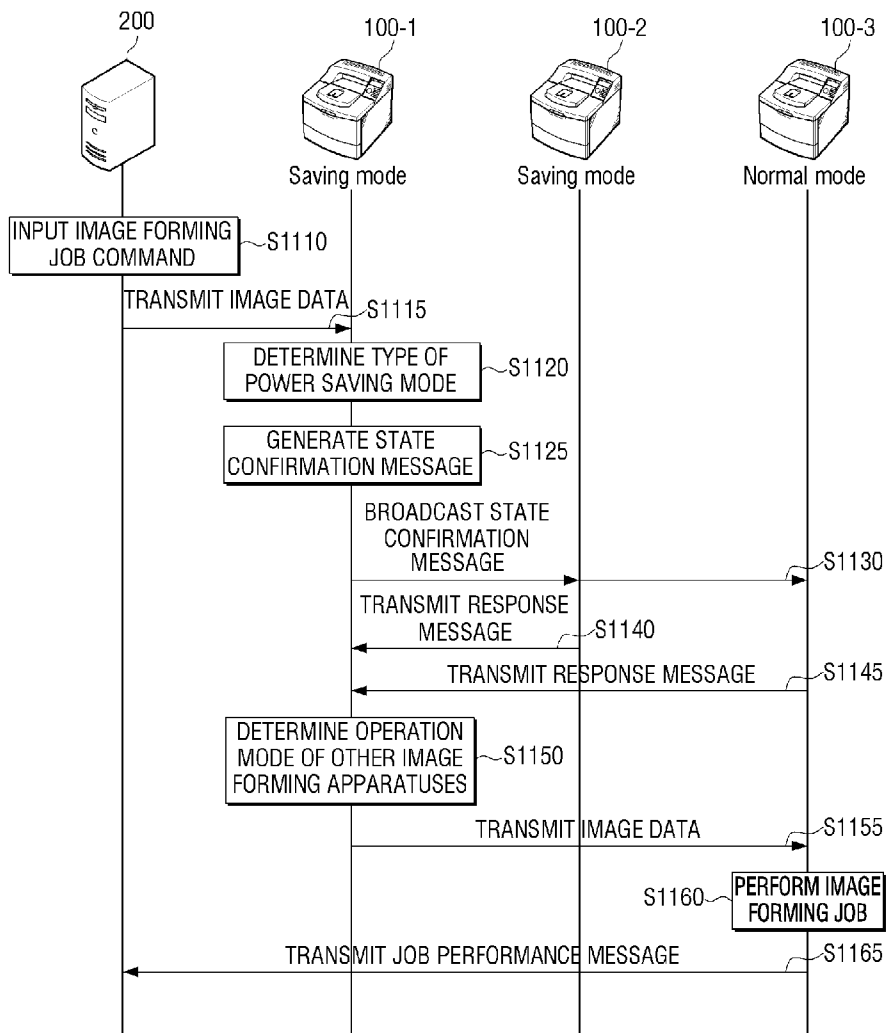 200
100-1
100-2
100-3
Saving mode
Saving mode
Normal mode
INPUT IMAGE FORMING
JOB COMMAND
S1110
TRANSMIT IMAGE DATA
S1115
DETERMINE TYPE OF
POWER SAVING MODE
S1120
GENERATE STATE
CONFIRMATION MESSAGE
S1125
BROADCAST STATE
CONFIRMATION
MESSAGE
S1130
TRANSMIT RESPONSE
MESSAGE
S1140
TRANSMIT RESPONSE MESSAGE
S1145
DETERMINE OPERATION
MODE OF OTHER IMAGE
FORMING APPARATUSES
S1150
TRANSMIT IMAGE DATA
S1155
S1160
PERFORM IMAGE
FORMING JOB
TRANSMIT JOB PERFORMANCE MESSAGE
S1165